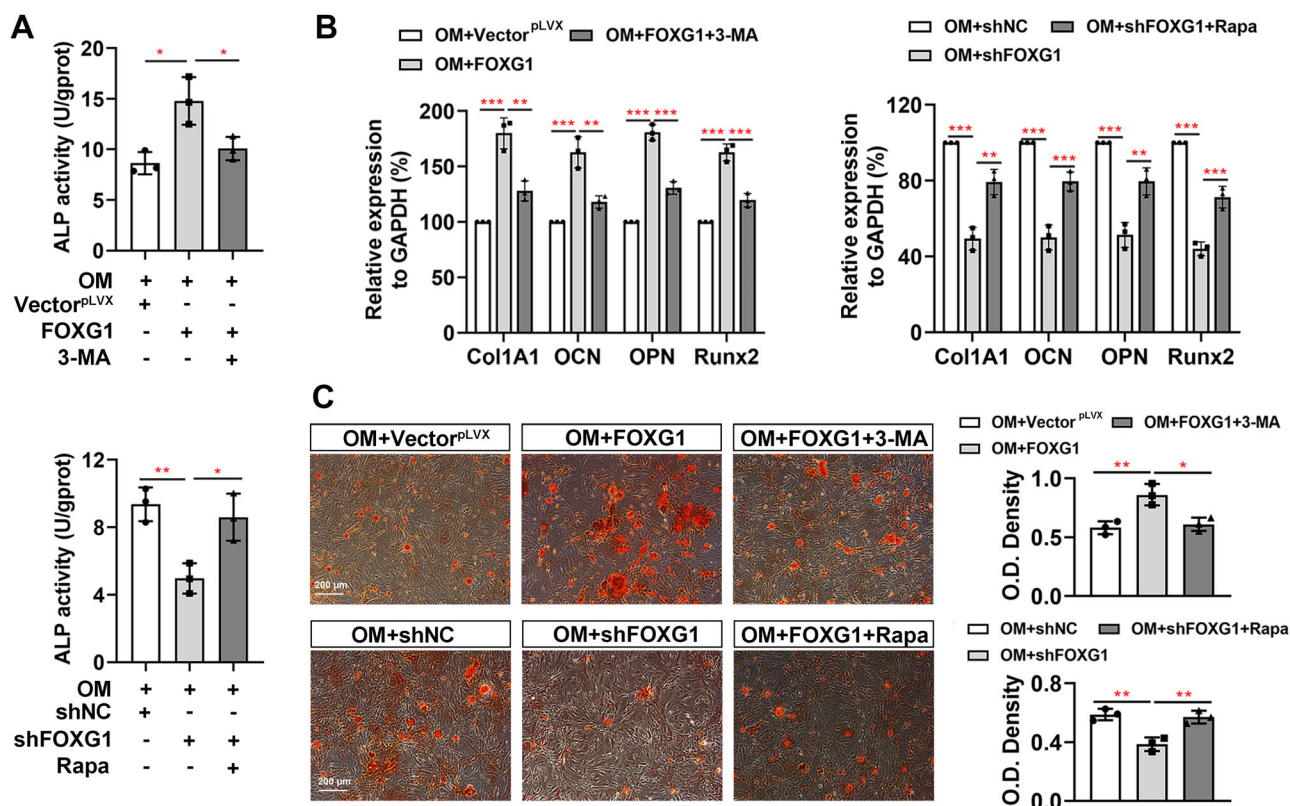 A
ALP activity (U/gprot)
20
15
10
5
0
* *
OM + + +
Vector^pLVX + - -
FOXG1 - + +
3-MA - - +
ALP activity (U/gprot)
12
8
4
0
** *
OM + + +
shNC + - -
shFOXG1 - + +
Rapa - - +
B
OM+Vector^pLVX OM+FOXG1+3-MA
OM+FOXG1
Relative expression
to GAPDH (%)
200
150
100
50
0
*** ** *** ** *** *** *** ***
Col1A1 OCN OPN Runx2
OM+shNC OM+shFOXG1+Rapa
OM+shFOXG1
Relative expression
to GAPDH (%)
120
80
40
0
*** *** *** ***
** *** ** ***
Col1A1 OCN OPN Runx2
C
OM+Vector^pLVX OM+FOXG1 OM+FOXG1+3-MA
200 μm
OM+shNC OM+shFOXG1 OM+FOXG1+Rapa
200 μm
OM+Vector^pLVX OM+FOXG1+3-MA
OM+FOXG1
O.D. Density
1.0
0.5
0.0
** *
OM+shNC OM+shFOXG1+Rapa
OM+shFOXG1
O.D. Density
0.8
0.4
0.0
** **